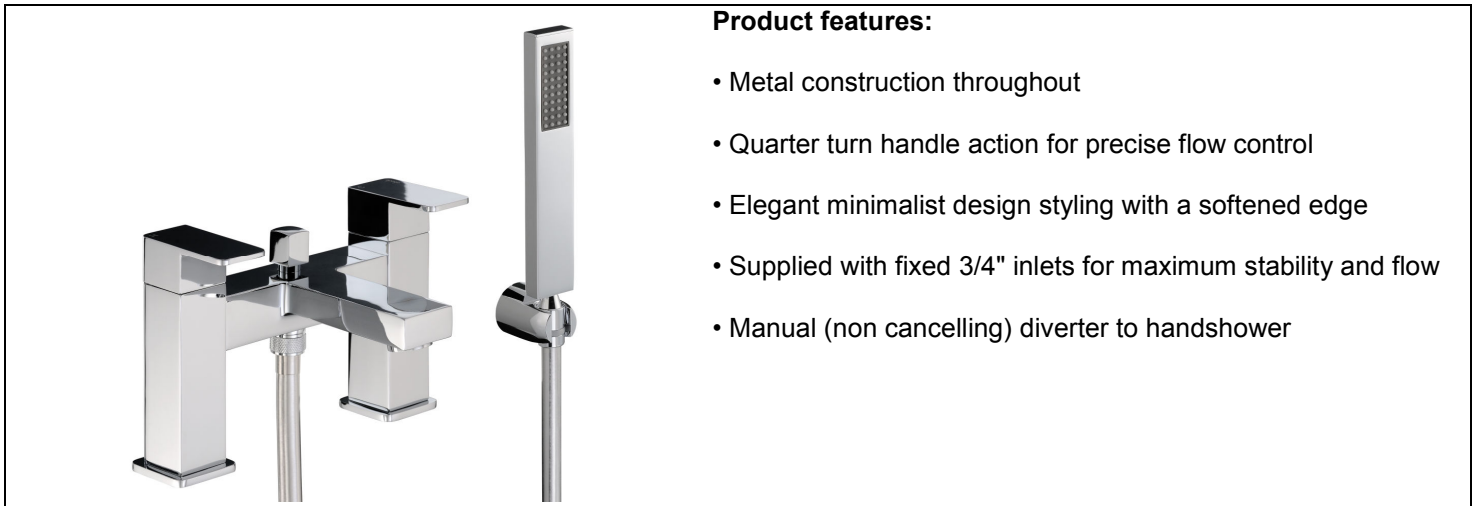 Product features:
• Metal construction throughout
• Quarter turn handle action for precise flow control
• Elegant minimalist design styling with a softened edge
• Supplied with fixed 3/4" inlets for maximum stability and flow
• Manual (non cancelling) diverter to handshower